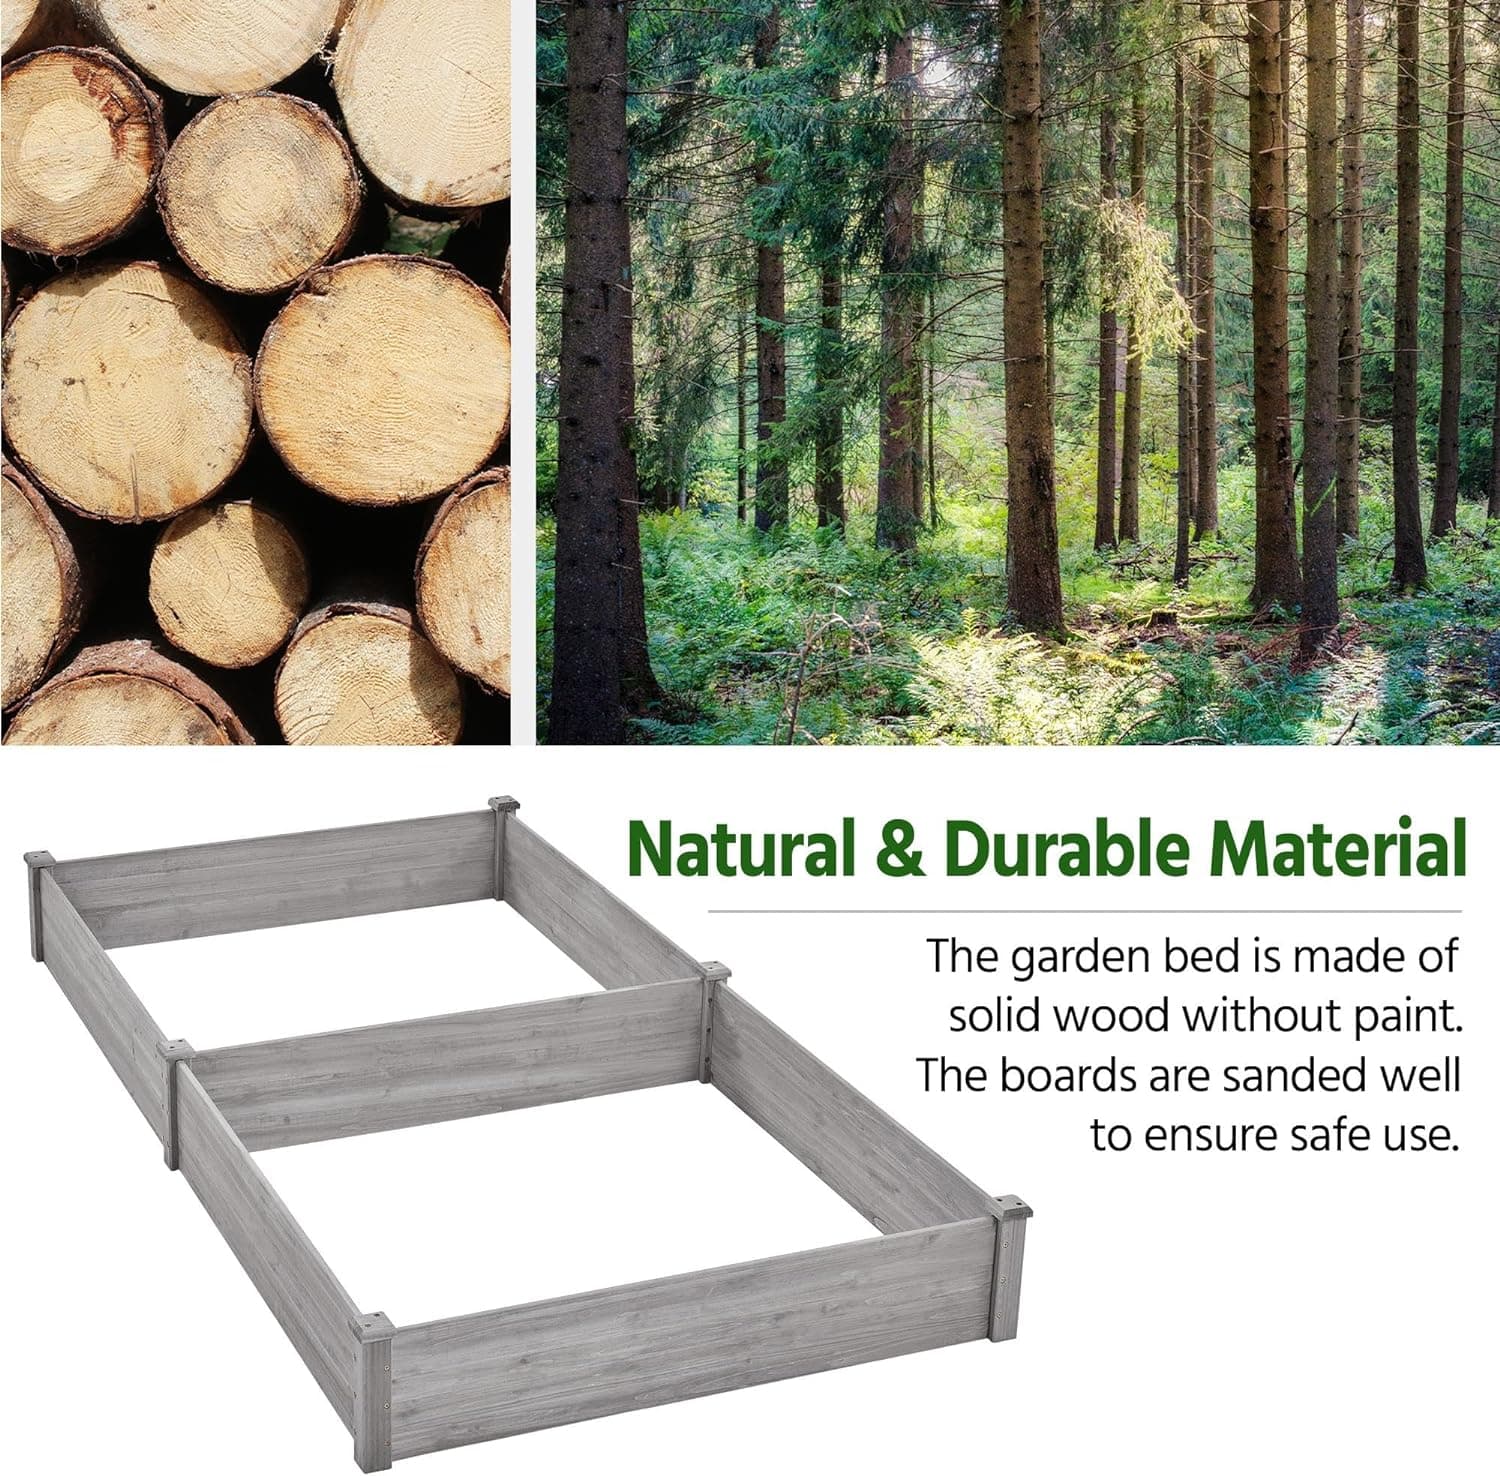 Natural & Durable Material
The garden bed is made of
solid wood without paint.
The boards are sanded well
to ensure safe use.